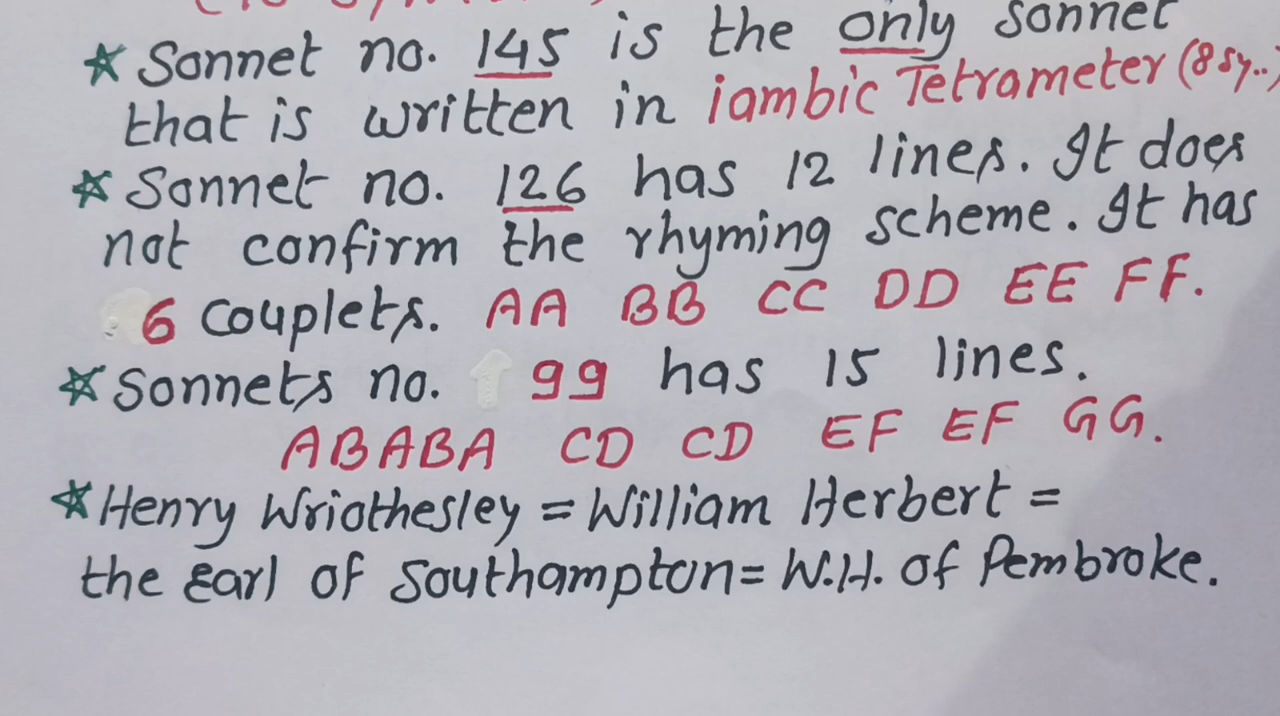 ★ Sonnet no. 145 is the only sonnet
that is written in iambic Tetrameter (8 sy..)
★ Sonnet no. 126 has 12 lines. It does
not confirm the rhyming scheme. It has
6 couplets. AA BB CC DD EE FF.
★ Sonnets no. 99 has 15 lines.
ABABA CD CD EF EF GG.
★ Henry Wriothesley = William Herbert =
the Earl of Southampton = W.H. of Pembroke.